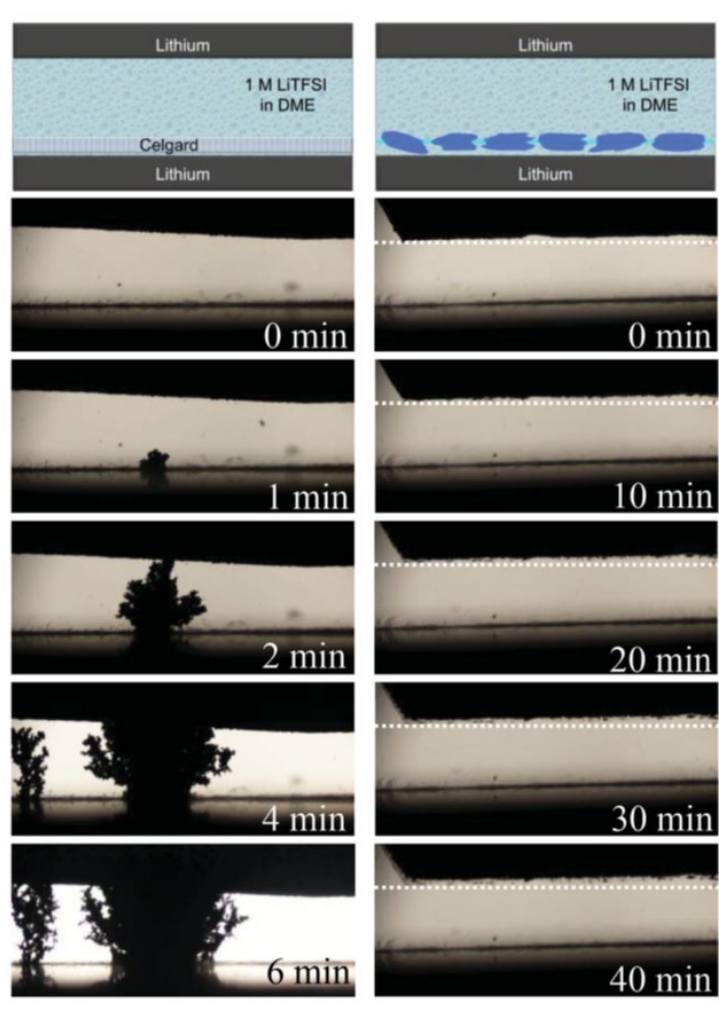 Lithium
1 M LiTFSI
in DME
Celgard
Lithium
Lithium
1 M LiTFSI
in DME
Lithium
0 min
0 min
1 min
10 min
2 min
20 min
4 min
30 min
6 min
40 min